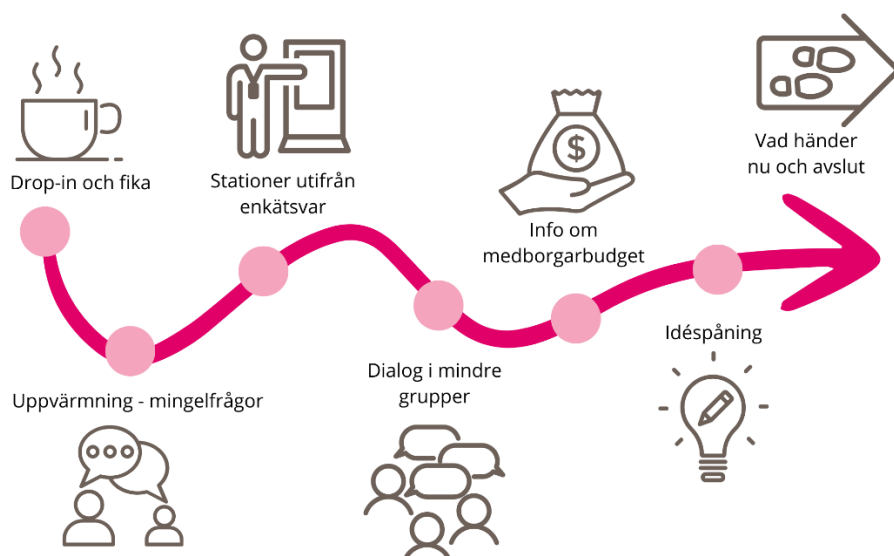 Drop-in och fika
Uppvärmning - mingelfrågor
Stationer utifrån
enkätsvar
Dialog i mindre
grupper
Info om
medborgarbudget
$
Idéspåning
Vad händer
nu och avslut